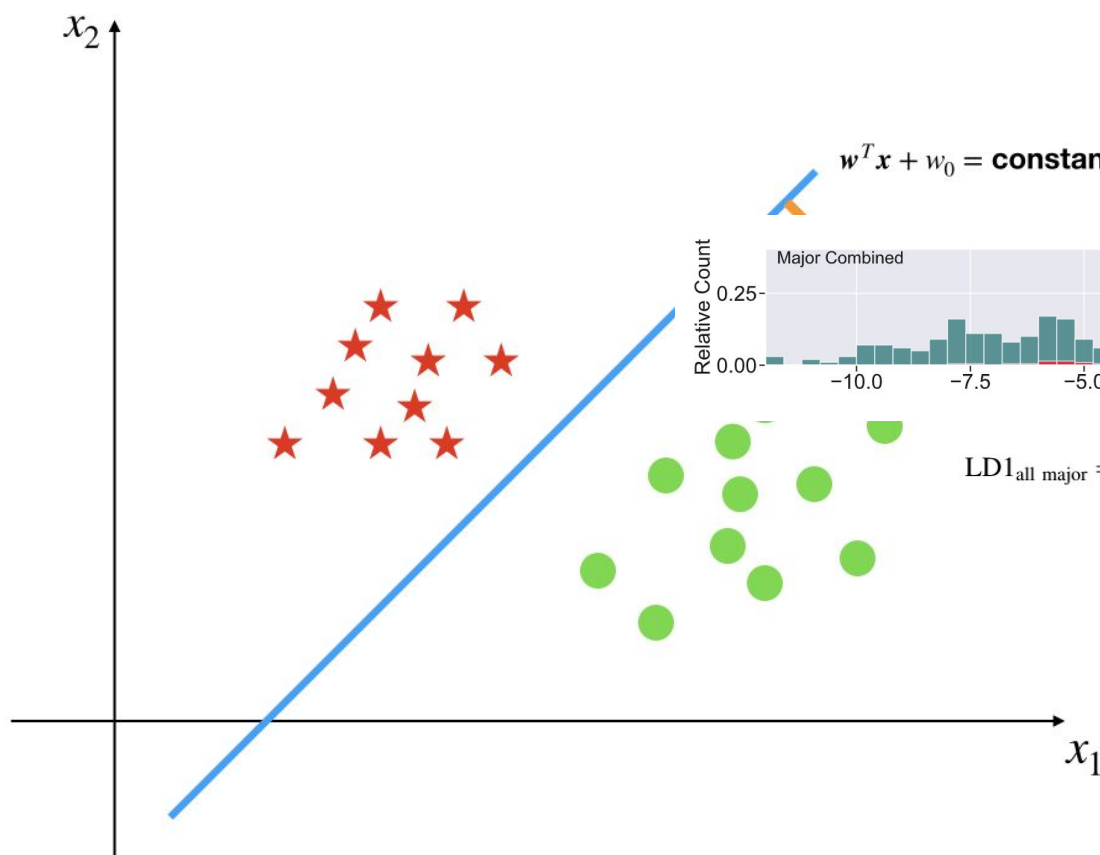 x₂
wᵀx + w₀ = constan
Relative Count
Major Combined
0.25
0.00
−10.0
−7.5
−5.0
LD1all major =
x₁